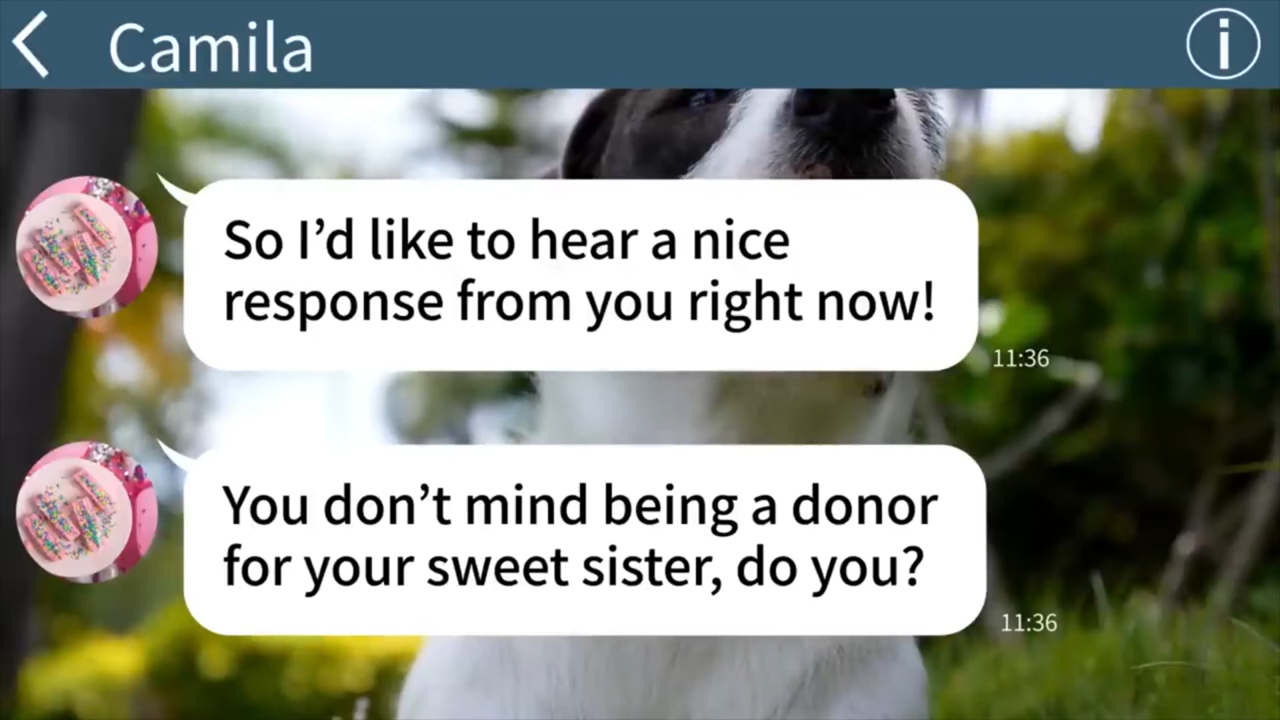 Camila
So I’d like to hear a nice
response from you right now!
11:36
You don’t mind being a donor
for your sweet sister, do you?
11:36